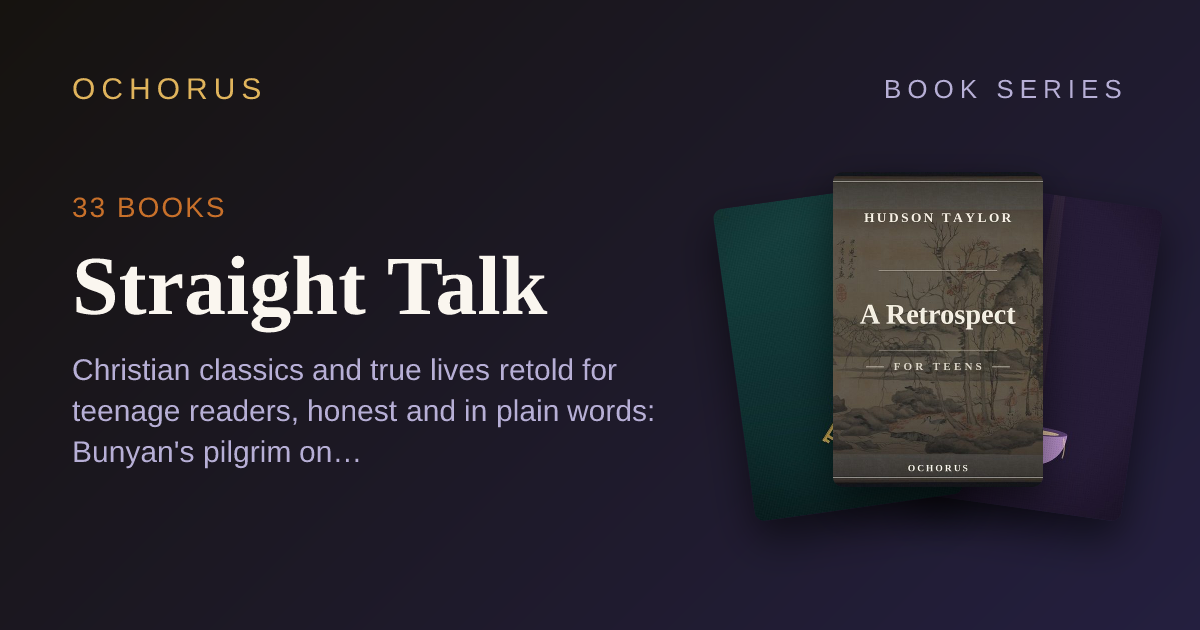 OCHORUS
BOOK SERIES
33 BOOKS
Straight Talk
Christian classics and true lives retold for
teenage readers, honest and in plain words:
Bunyan's pilgrim on…
HUDSON TAYLOR
A Retrospect
FOR TEENS
OCHORUS